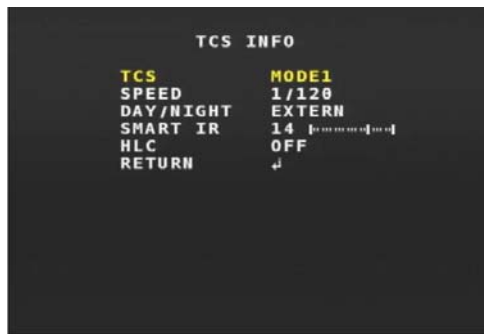 TCS INFO
TCS MODE1
SPEED 1/120
DAY/NIGHT EXTERN
SMART IR 14
HLC OFF
RETURN ↲